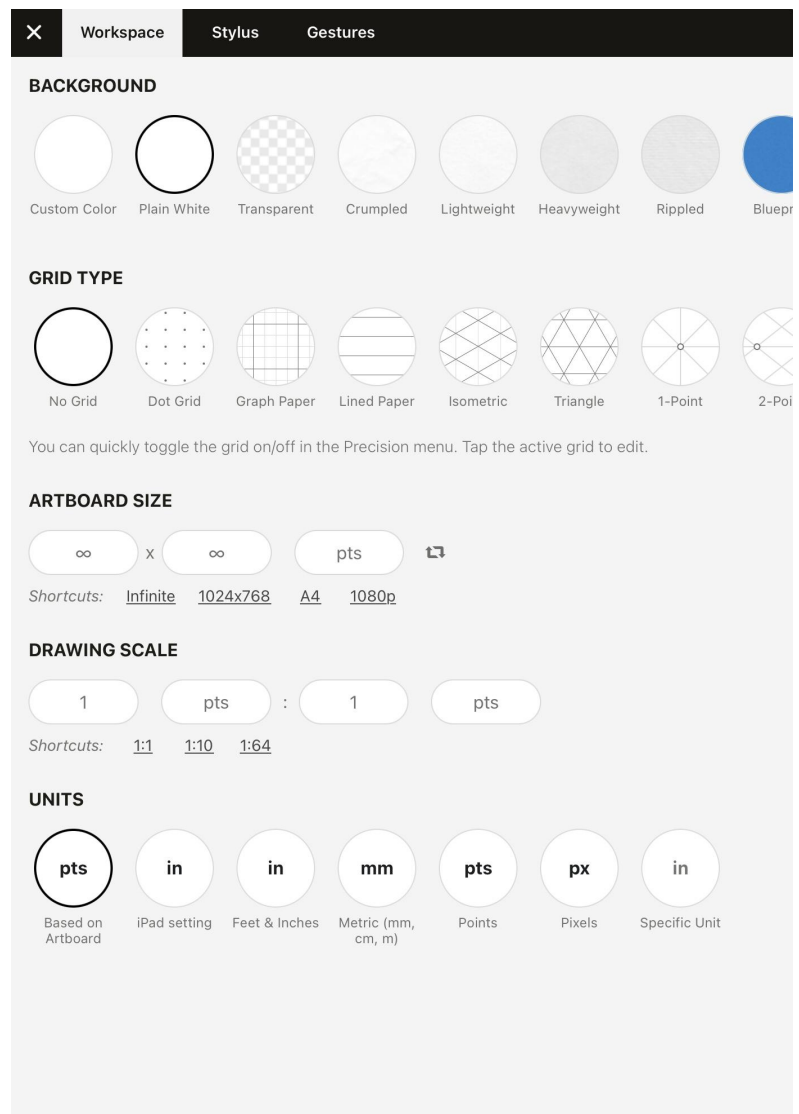 Workspace Stylus Gestures
BACKGROUND
Custom Color Plain White Transparent Crumpled Lightweight Heavyweight Rippled Bluepr
GRID TYPE
No Grid Dot Grid Graph Paper Lined Paper Isometric Triangle 1-Point 2-Poi
You can quickly toggle the grid on/off in the Precision menu. Tap the active grid to edit.
ARTBOARD SIZE
∞ x ∞ pts
Shortcuts: Infinite 1024x768 A4 1080p
DRAWING SCALE
1 pts : 1 pts
Shortcuts: 1:1 1:10 1:64
UNITS
pts in in mm pts px in
Based on iPad setting Feet & Inches Metric (mm, Points Pixels Specific Unit
Artboard cm, m)